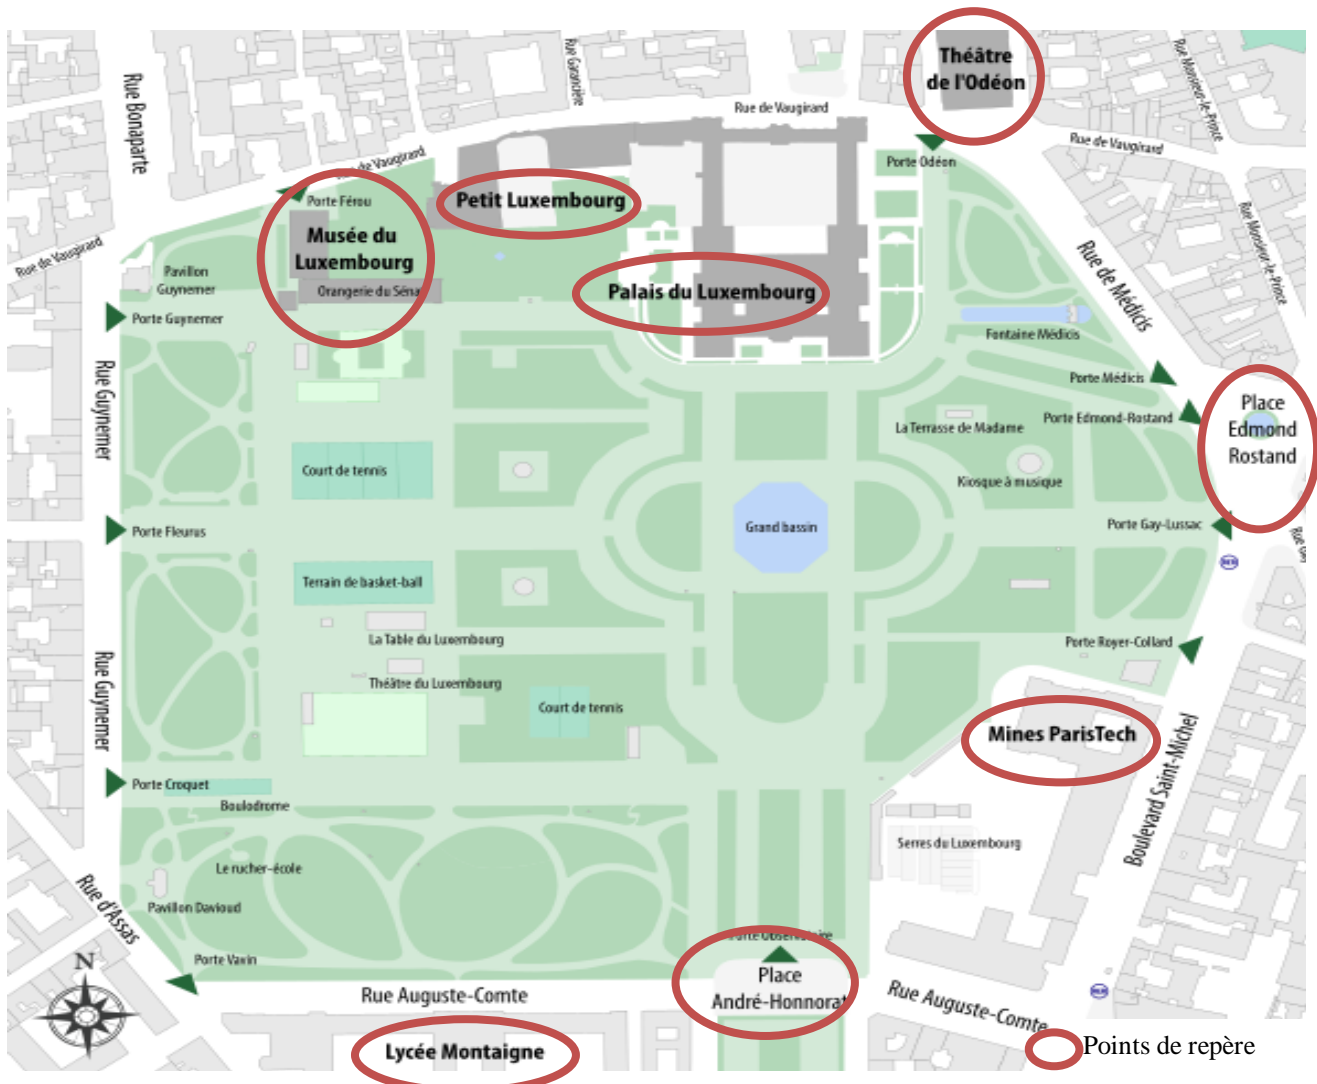 Théâtre
de l'Odéon
Rue Garancière
Rue Monsieur-le-Prince
Rue Bonaparte
Rue de Vaugirard
Rue de Vaugirard
Rue de Vaugirard
Porte Odéon
Porte Férou
Petit Luxembourg
Musée du
Luxembourg
Rue de Vaugirard
Rue Monsieur-le-Prince
Rue de Médicis
Pavillon
Guynemer
Orangerie du Sénat
Palais du Luxembourg
Porte Guynemer
Fontaine Médicis
Rue Guynemer
Porte Médicis
Place
Edmond
Rostand
Porte Edmond-Rostand
La Terrasse de Madame
Court de tennis
Kiosque à musique
Porte Fleurus
Grand bassin
Porte Gay-Lussac
Terrain de basket-ball
La Table du Luxembourg
Porte Royer-Collard
Rue Guynemer
Théâtre du Luxembourg
Court de tennis
Mines ParisTech
Boulevard Saint-Michel
Porte Croquet
Boulodrome
Serres du Luxembourg
Le rucher-école
Pavillon Davioud
Rue d'Assas
Porte Observatoire
Porte Vavin
N
Place
André-Honnorat
Rue Auguste-Comte
Rue Auguste-Comte
Lycée Montaigne
Points de repère